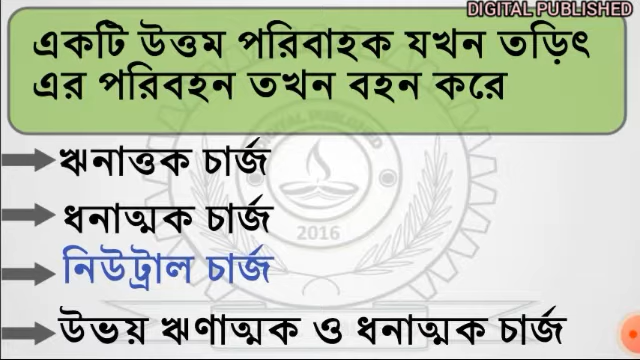 DIGITAL PUBLISHED
একটি উত্তম পরিবাহক যখন তড়িৎ
এর পরিবহন তখন বহন করে
ঋনাত্তক চার্জ
ধনাত্মক চার্জ
2016
নিউট্রাল চার্জ
উভয় ঋণাত্মক ও ধনাত্মক চার্জ